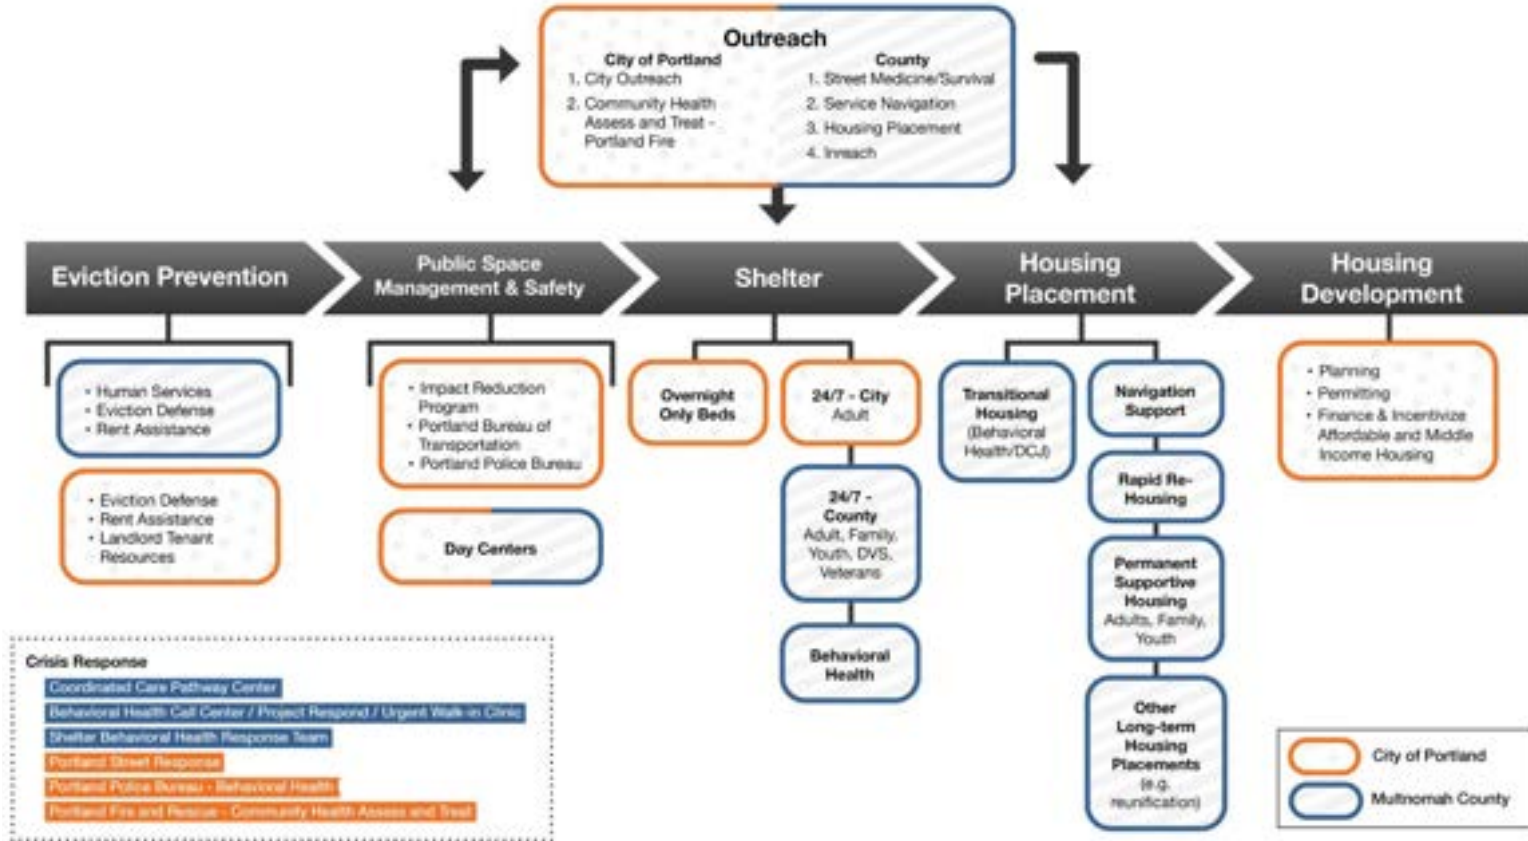 Outreach
City of Portland
1. City Outreach
2. Community Health
Assess and Treat -
Portland Fire
County
1. Street Medicine/Survival
2. Service Navigation
3. Housing Placement
4. Inreach
Eviction Prevention
Public Space
Management & Safety
Shelter
Housing
Placement
Housing
Development
• Human Services
• Eviction Defense
• Rent Assistance
• Eviction Defense
• Rent Assistance
• Landlord Tenant
Resources
• Impact Reduction
Program
• Portland Bureau of
Transportation
• Portland Police Bureau
Day Centers
Overnight
Only Beds
24/7 - City
Adult
24/7 -
County
Adult, Family,
Youth, DVS,
Veterans
Behavioral
Health
Transitional
Housing
(Behavioral
Health/DCJ)
Navigation
Support
Rapid Re-
Housing
Permanent
Supportive
Housing
Adults, Family,
Youth
Other
Long-term
Housing
Placements
(e.g.
reunification)
• Planning
• Permitting
• Finance & Incentivize
Affordable and Middle
Income Housing
Crisis Response
Coordinated Care Pathway Center
Behavioral Health Call Center / Project Respond / Urgent Walk-in Clinic
Shelter Behavioral Health Response Team
Portland Street Response
Portland Police Bureau - Behavioral Health
Portland Fire and Rescue - Community Health Assess and Treat
City of Portland
Multnomah County